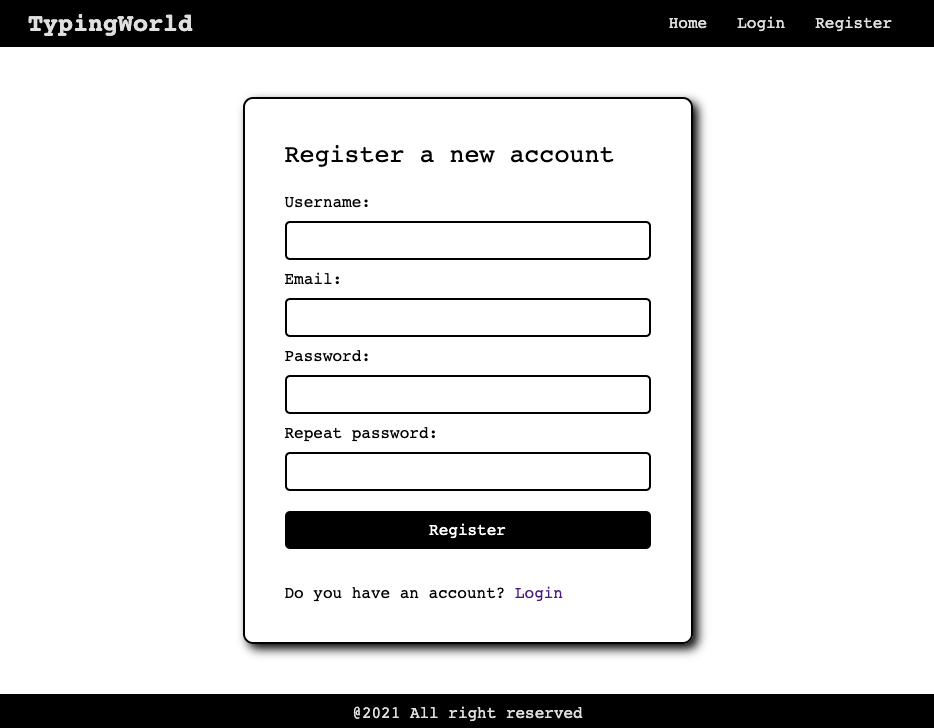 TypingWorld
Home Login Register
Register a new account
Username:
Email:
Password:
Repeat password:
Register
Do you have an account? Login
@2021 All right reserved